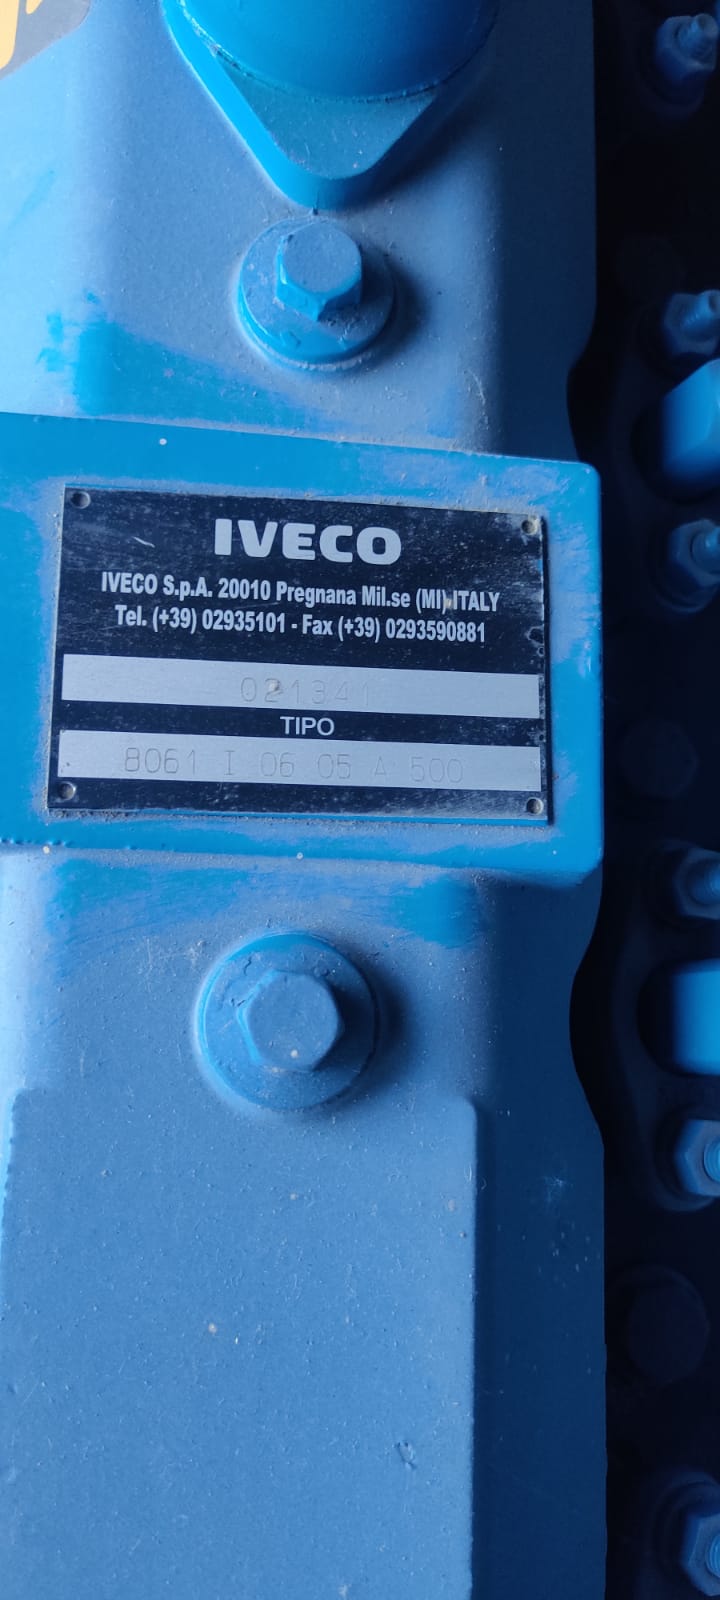 IVECO
IVECO S.p.A. 20010 Pregnana Mil.se (MI) ITALY
Tel. (+39) 02935101 - Fax (+39) 0293590881
021341
TIPO
8061 I 06 05 A 500